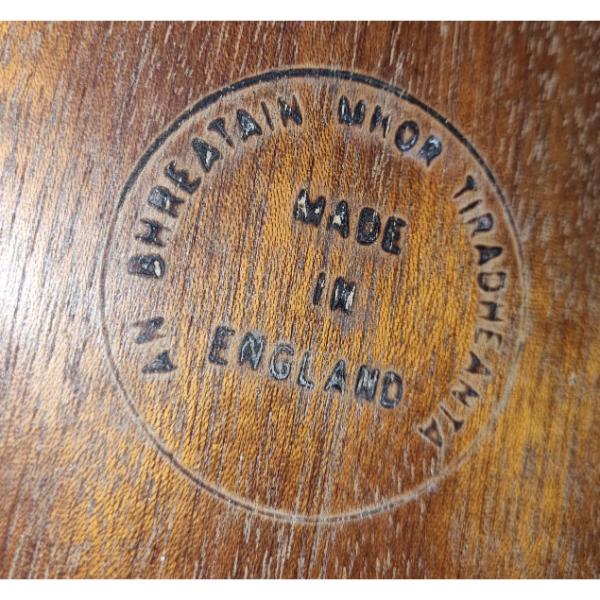 AN BHREATAIN MHOR TIRADHEANTA
MADE
IN
ENGLAND